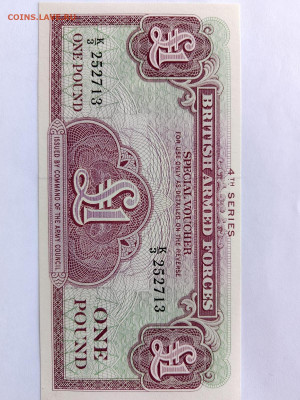 COINS.LAVE.RU
4TH SERIES
BRITISH ARMED FORCES
SPECIAL VOUCHER
FOR USE ONLY AS DETAILED ON THE REVERSE
£1
£1
K/3 252713
K/3 252713
£1
ONE POUND
ONE
POUND
ISSUED BY COMMAND OF THE ARMY COUNCIL